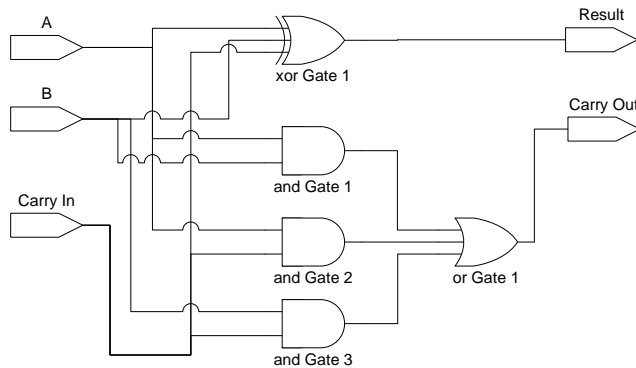 A
Result
xor Gate 1
B
Carry Out
and Gate 1
Carry In
and Gate 2
or Gate 1
and Gate 3